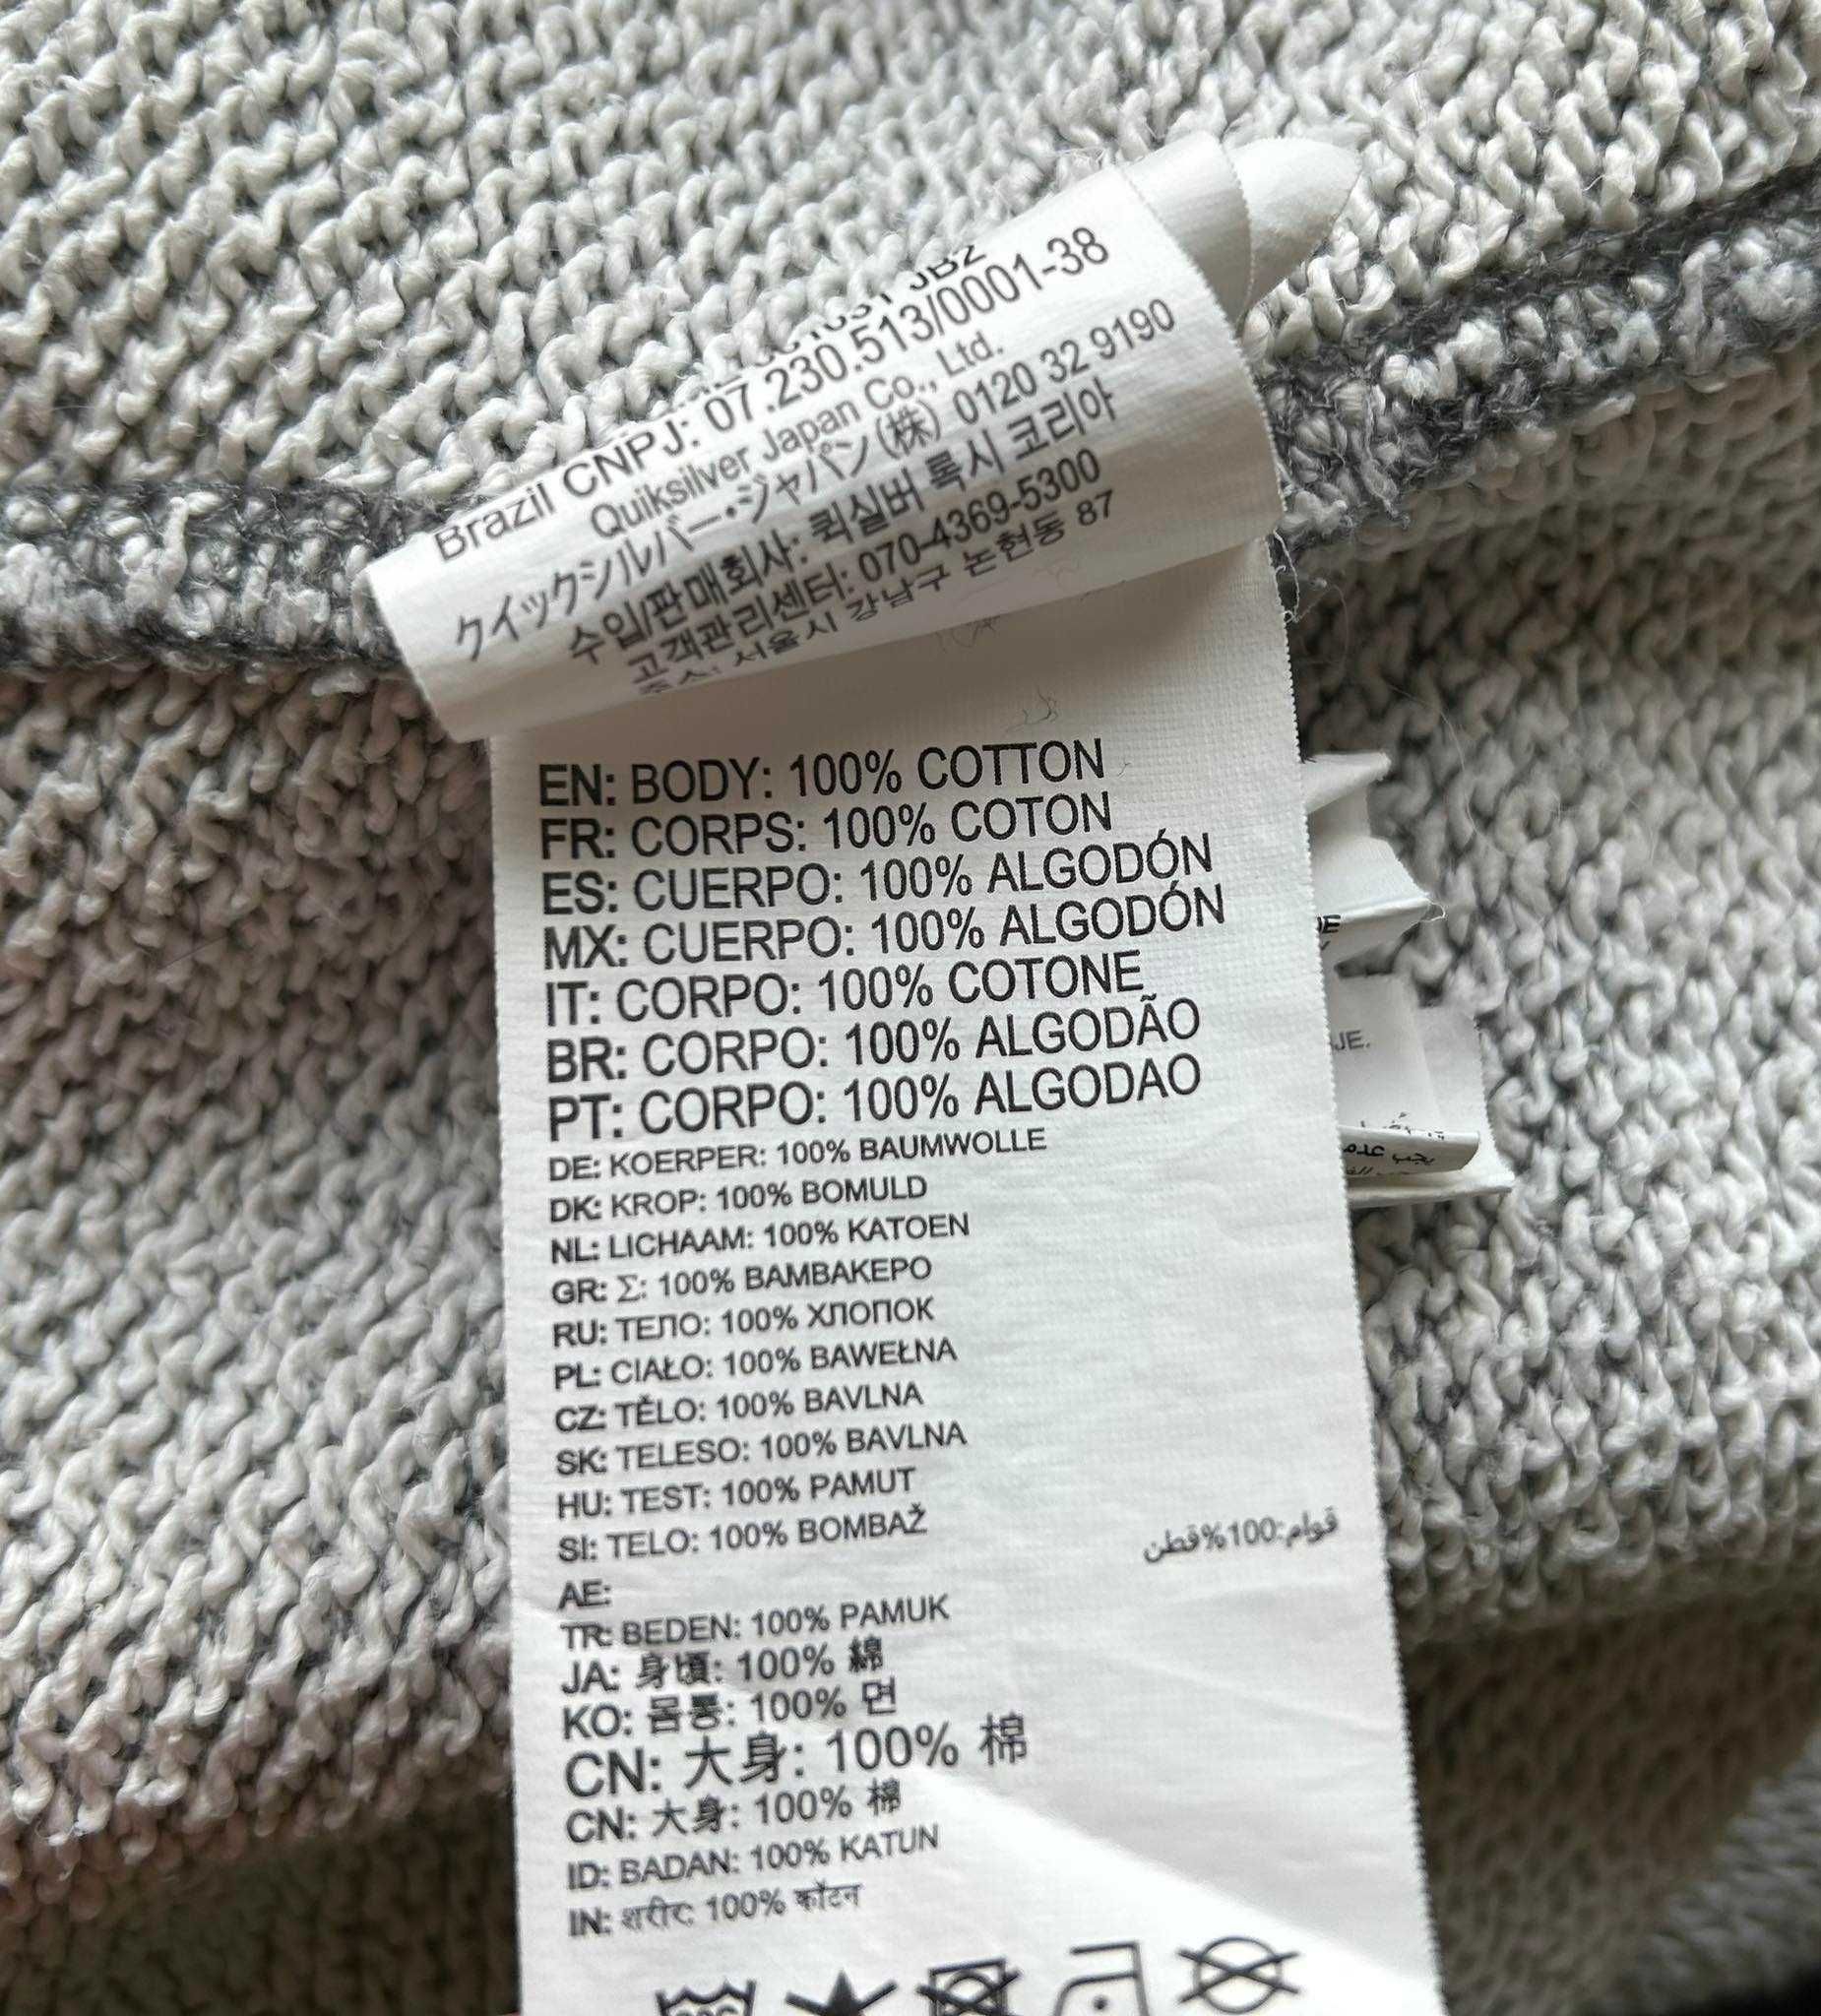 Brazil CNPJ: 07.230.513/0001-38
Quiksilver Japan Co., Ltd.
クイックシルバー・ジャパン(株) 0120 32 9190
수입/판매회사: 퀵실버 록시 코리아
고객관리센터: 070-4369-5300
주소: 서울시 강남구 논현동 87
EN: BODY: 100% COTTON
FR: CORPS: 100% COTON
ES: CUERPO: 100% ALGODÓN
MX: CUERPO: 100% ALGODÓN
IT: CORPO: 100% COTONE
BR: CORPO: 100% ALGODÃO
PT: CORPO: 100% ALGODAO
DE: KOERPER: 100% BAUMWOLLE
DK: KROP: 100% BOMULD
NL: LICHAAM: 100% KATOEN
GR: Σ: 100% BAMBAKEPO
RU: ТЕЛО: 100% ХЛОПОК
PL: CIAŁO: 100% BAWEŁNA
CZ: TĚLO: 100% BAVLNA
SK: TELESO: 100% BAVLNA
HU: TEST: 100% PAMUT
SI: TELO: 100% BOMBAŽ
قوام:100%قطن
AE:
TR: BEDEN: 100% PAMUK
JA: 身頃: 100% 綿
KO: 몸통: 100% 면
CN: 大身: 100% 棉
CN: 大身: 100% 棉
ID: BADAN: 100% KATUN
IN: शरीर: 100% कॉटन
JE.